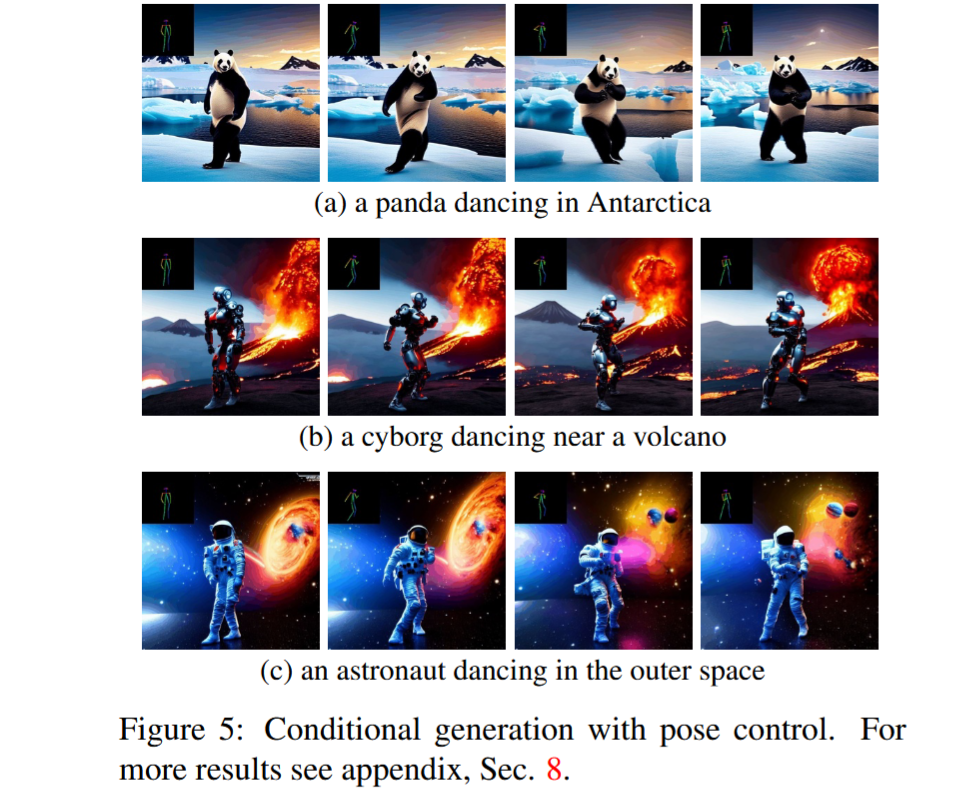 (a) a panda dancing in Antarctica
(b) a cyborg dancing near a volcano
(c) an astronaut dancing in the outer space
Figure 5: Conditional generation with pose control. For
more results see appendix, Sec. 8.